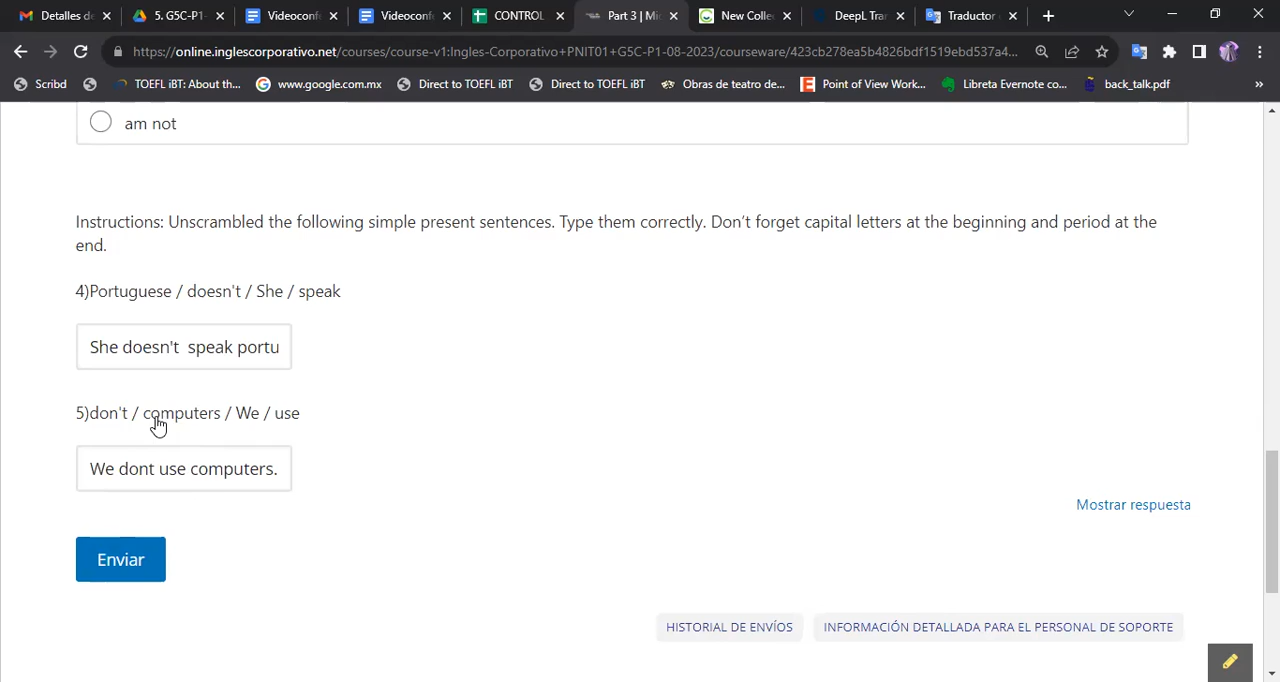 Detalles de
5. G5C-P1-
Videoconfe
Videoconfe
CONTROL
Part 3 | Mi
New Colle
DeepL Tra
Traductor
https://online.inglescorporativo.net/courses/course-v1:Ingles-Corporativo+PNIT01+G5C-P1-08-2023/courseware/423cb278ea5b4826bdf1519ebd537a4...
Scribd
TOEFL iBT: About th...
www.google.com.mx
Direct to TOEFL iBT
Direct to TOEFL iBT
Obras de teatro de...
Point of View Work...
Libreta Evernote co...
back_talk.pdf
»
am not
Instructions: Unscrambled the following simple present sentences. Type them correctly. Don’t forget capital letters at the beginning and period at the
end.
4)Portuguese / doesn't / She / speak
She doesn't  speak portu
5)don't / computers / We / use
We dont use computers.
Mostrar respuesta
Enviar
HISTORIAL DE ENVÍOS
INFORMACIÓN DETALLADA PARA EL PERSONAL DE SOPORTE